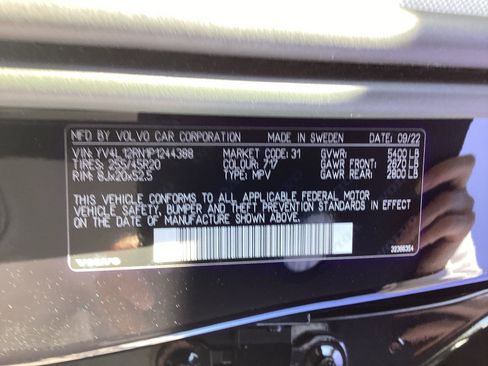 MFD BY VOLVO CAR CORPORATION MADE IN SWEDEN DATE: 09/22
VIN: YV4L12RN1P1244388 MARKET CODE: 31 GVWR: 5400 LB
TIRES: 255/45R20 COLOUR: 717 GAWR FRONT: 2670 LB
RIM: 8Jx20x52.5 TYPE: MPV GAWR REAR: 2800 LB
THIS VEHICLE CONFORMS TO ALL APPLICABLE FEDERAL MOTOR
VEHICLE SAFETY, BUMPER AND THEFT PREVENTION STANDARDS IN EFFECT
ON THE DATE OF MANUFACTURE SHOWN ABOVE.
VOLVO 32366354